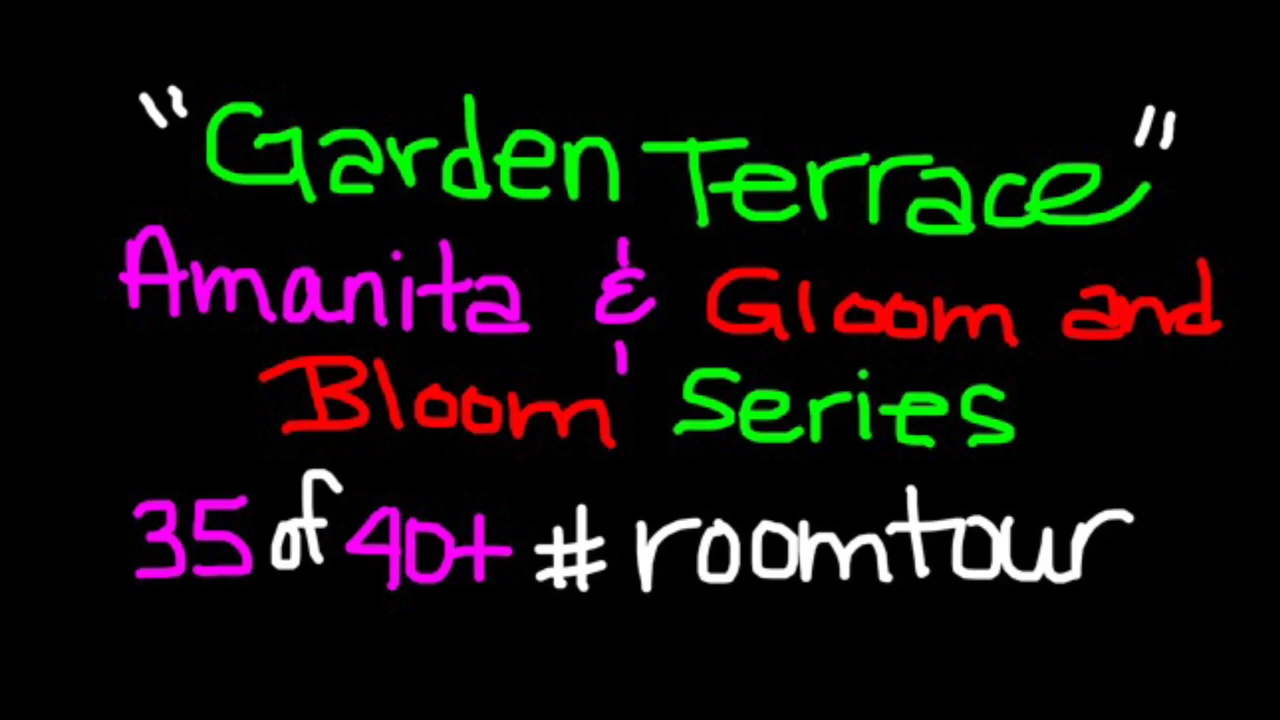 "Garden Terrace"
Amanita & Gloom and
Bloom Series
35 of 40+ #roomtour